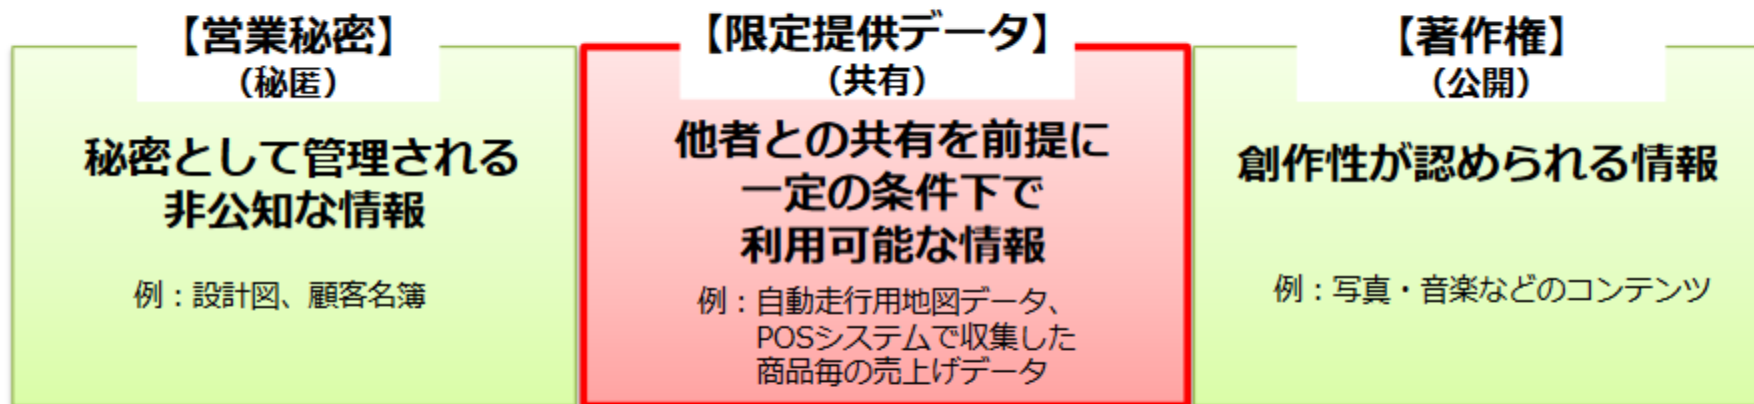 【営業秘密】
（秘匿）
秘密として管理される
非公知な情報
例：設計図、顧客名簿
【限定提供データ】
（共有）
他者との共有を前提に
一定の条件下で
利用可能な情報
例：自動走行用地図データ、
POSシステムで収集した
商品毎の売上げデータ
【著作権】
（公開）
創作性が認められる情報
例：写真・音楽などのコンテンツ